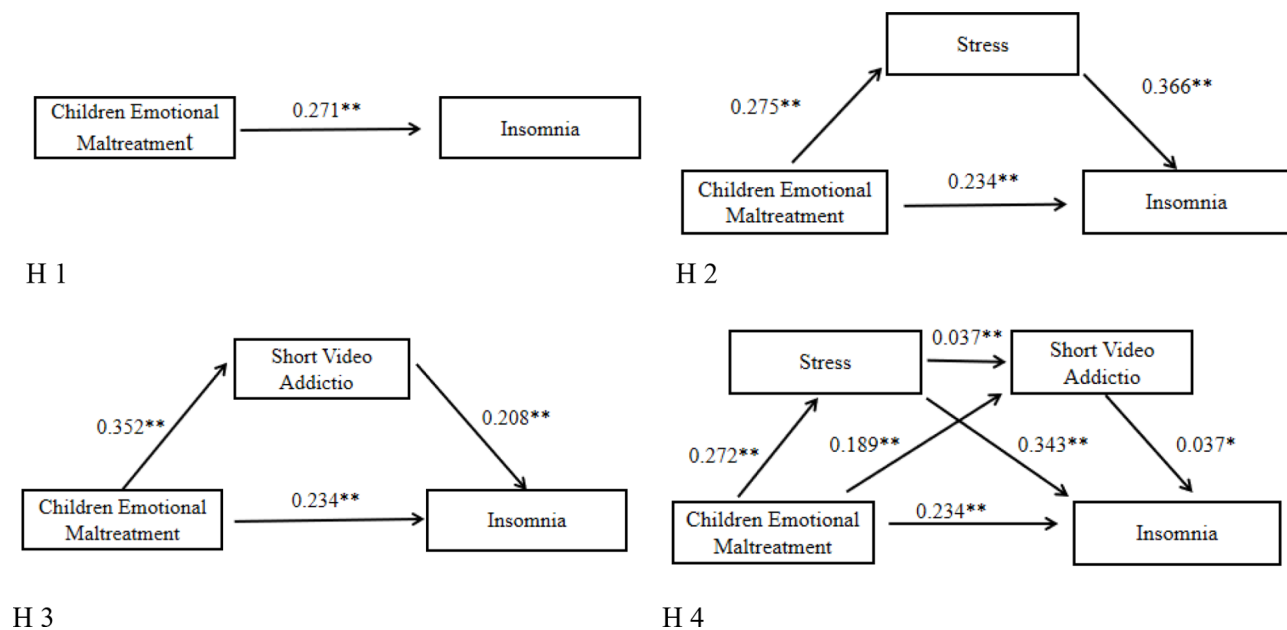 Children Emotional
Maltreatment
0.271**
Insomnia
H 1
Stress
0.275**
0.366**
Children Emotional
Maltreatment
0.234**
Insomnia
H 2
Short Video
Addictio
0.352**
0.208**
Children Emotional
Maltreatment
0.234**
Insomnia
H 3
Stress
0.037**
Short Video
Addictio
0.272**
0.189**
0.343**
0.037*
Children Emotional
Maltreatment
0.234**
Insomnia
H 4